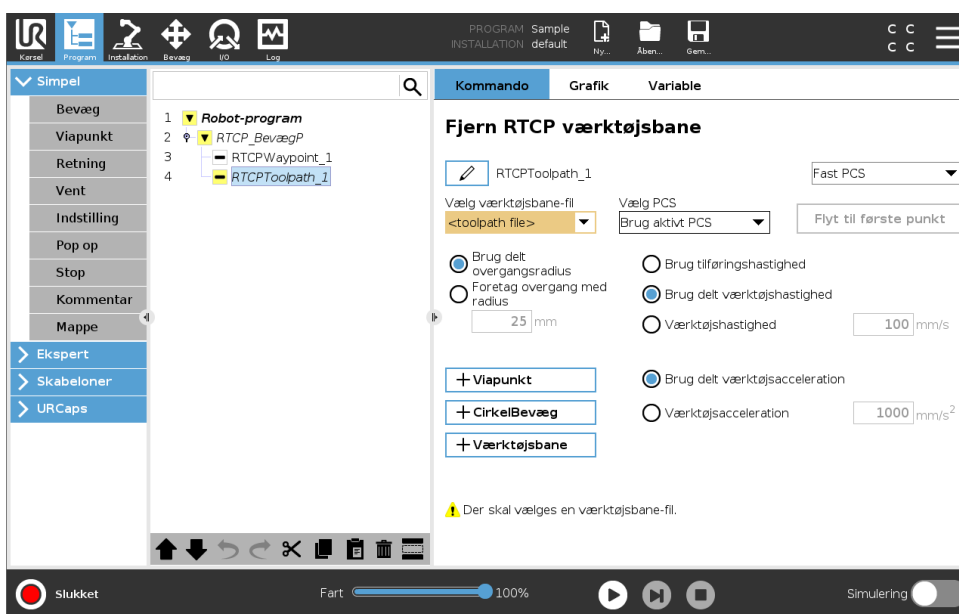 UR
Kørsel
Program
Installation
Bevæg
I/O
Log
PROGRAM Sample
INSTALLATION default
Ny...
Åben...
Gem...
C C
C C
Simpel
Bevæg
Viapunkt
Retning
Vent
Indstilling
Pop op
Stop
Kommentar
Mappe
Ekspert
Skabeloner
URCaps
1 Robot-program
2 RTCP_BevægP
3 RTCPWaypoint_1
4 RTCPToolpath_1
Kommando Grafik Variable
Fjern RTCP værktøjsbane
RTCPToolpath_1
Fast PCS
Vælg værktøjsbane-fil
Vælg PCS
<toolpath file>
Brug aktivt PCS
Flyt til første punkt
Brug delt
overgangsradius
Foretag overgang med
radius
25 mm
Brug tilføringshastighed
Brug delt værktøjshastighed
Værktøjshastighed 100 mm/s
+ Viapunkt
+ CirkelBevæg
+ Værktøjsbane
Brug delt værktøjsacceleration
Værktøjsacceleration 1000 mm/s²
Der skal vælges en værktøjsbane-fil.
Slukket
Fart 100%
Simulering